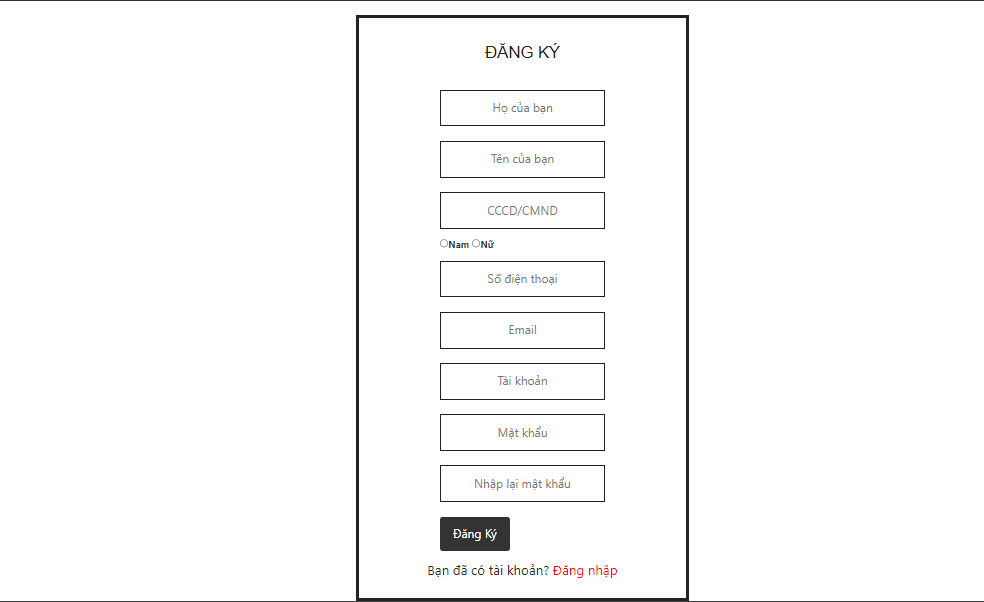 ĐĂNG KÝ
Họ của bạn
Tên của bạn
CCCD/CMND
Nam Nữ
Số điện thoại
Email
Tài khoản
Mật khẩu
Nhập lại mật khẩu
Đăng Ký
Bạn đã có tài khoản? Đăng nhập